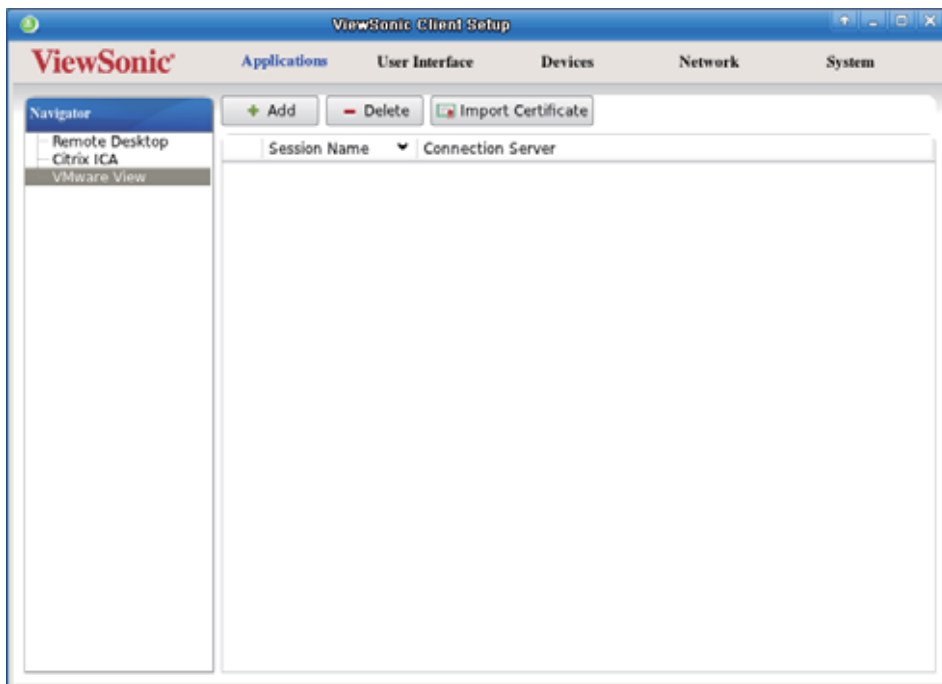 ViewSonic Client Setup
ViewSonic Applications User Interface Devices Network System
Navigator
Remote Desktop
Citrix ICA
VMware View
Add Delete Import Certificate
Session Name Connection Server